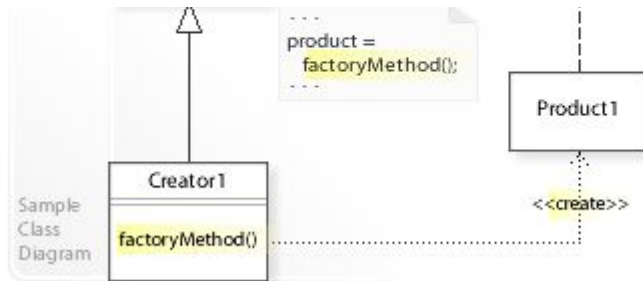 . . .
product =
factoryMethod();
. . .
Product1
Creator1
<<create>>
Sample
Class
Diagram
factoryMethod()